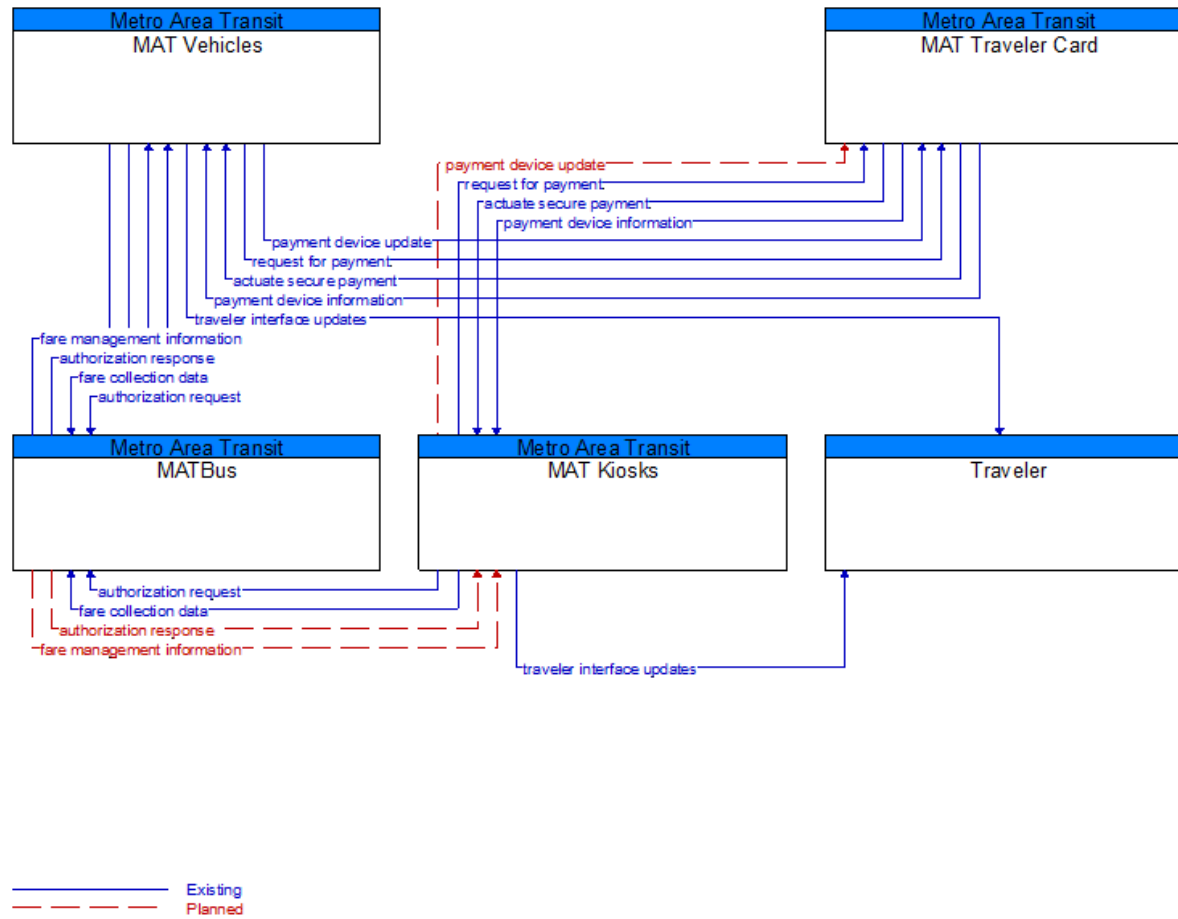 Metro Area Transit
MAT Vehicles
Metro Area Transit
MAT Traveler Card
payment device update
request for payment
actuate secure payment
payment device information
payment device update
request for payment
actuate secure payment
payment device information
traveler interface updates
fare management information
authorization response
fare collection data
authorization request
Metro Area Transit
MATBus
Metro Area Transit
MAT Kiosks
Metro Area Transit
Traveler
authorization request
fare collection data
authorization response
fare management information
traveler interface updates
Existing
Planned